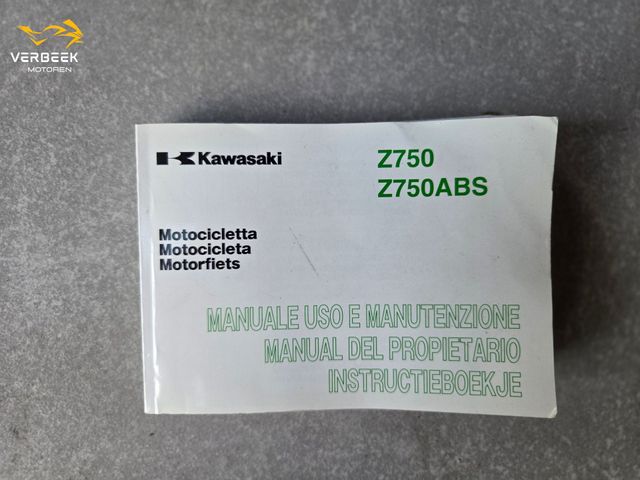 VERBEEK
MOTOREN
Kawasaki
Z750
Z750ABS
Motocicletta
Motocicleta
Motorfiets
MANUALE USO E MANUTENZIONE
MANUAL DEL PROPIETARIO
INSTRUCTIEBOEKJE